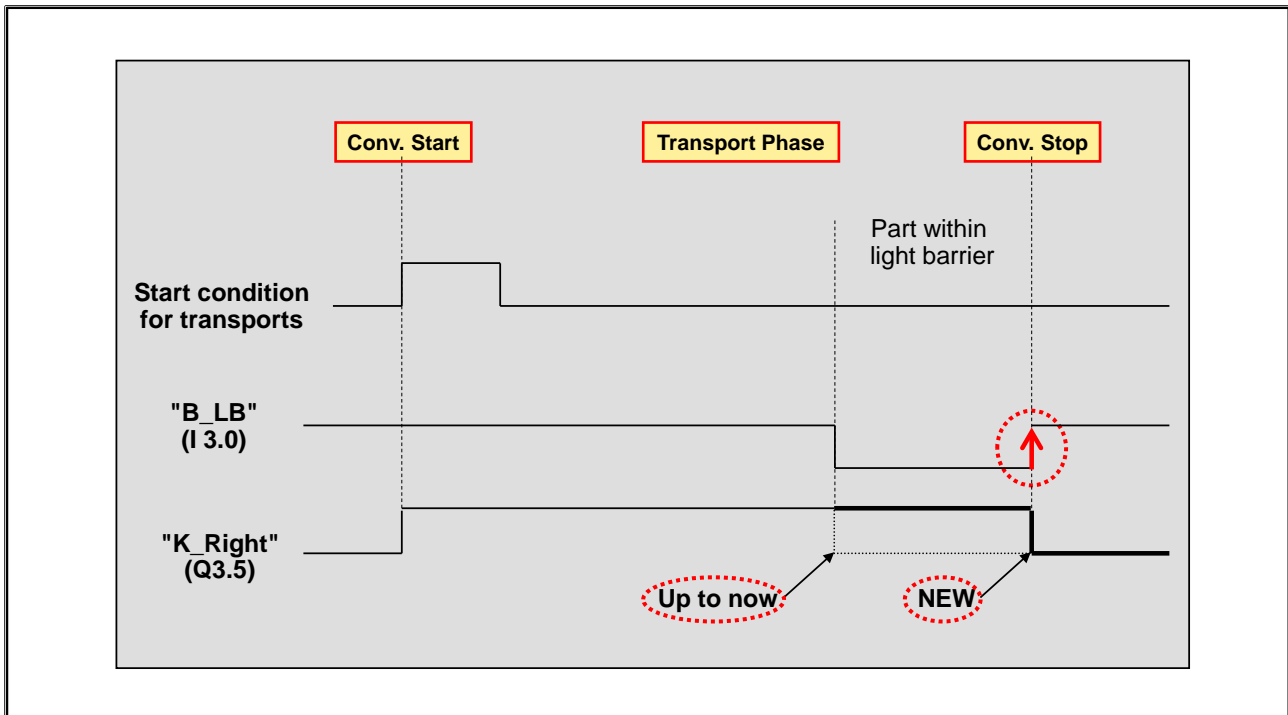 Conv. Start
Transport Phase
Conv. Stop
Part within
light barrier
Start condition
for transports
"B_LB"
(I 3.0)
"K_Right"
(Q3.5)
Up to now
NEW